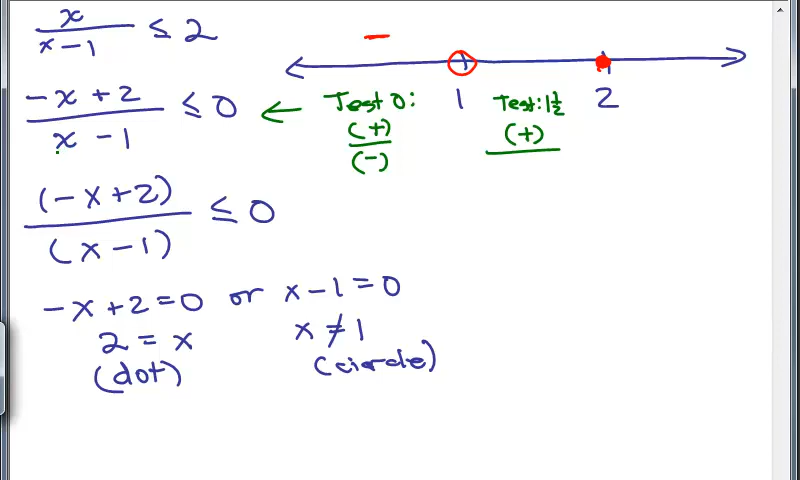 x/(x-1) ≤ 2
(-x+2)/(x-1) ≤ 0
(-x+2)/(x-1) ≤ 0
-x+2=0 or x-1=0
2 = x x ≠ 1
(dot) (circle)
−
1 2
Test 0: Test: 1½
(+)/(-) (+)